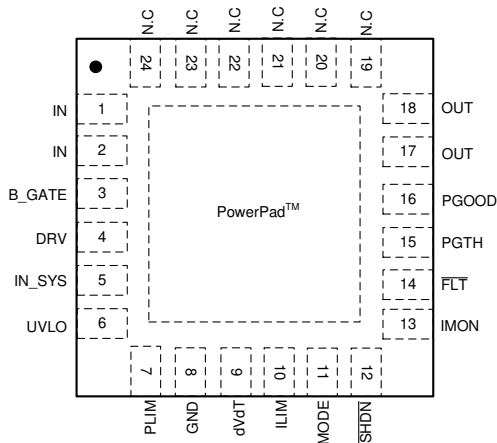 N.C N.C N.C N.C N.C N.C
24 23 22 21 20 19
IN 1 18 OUT
IN 2 17 OUT
B_GATE 3 16 PGOOD
PowerPad™
DRV 4 15 PGTH
IN_SYS 5 14 FLT
UVLO 6 13 IMON
7 8 9 10 11 12
PLIM GND dVdT ILIM MODE SHDN